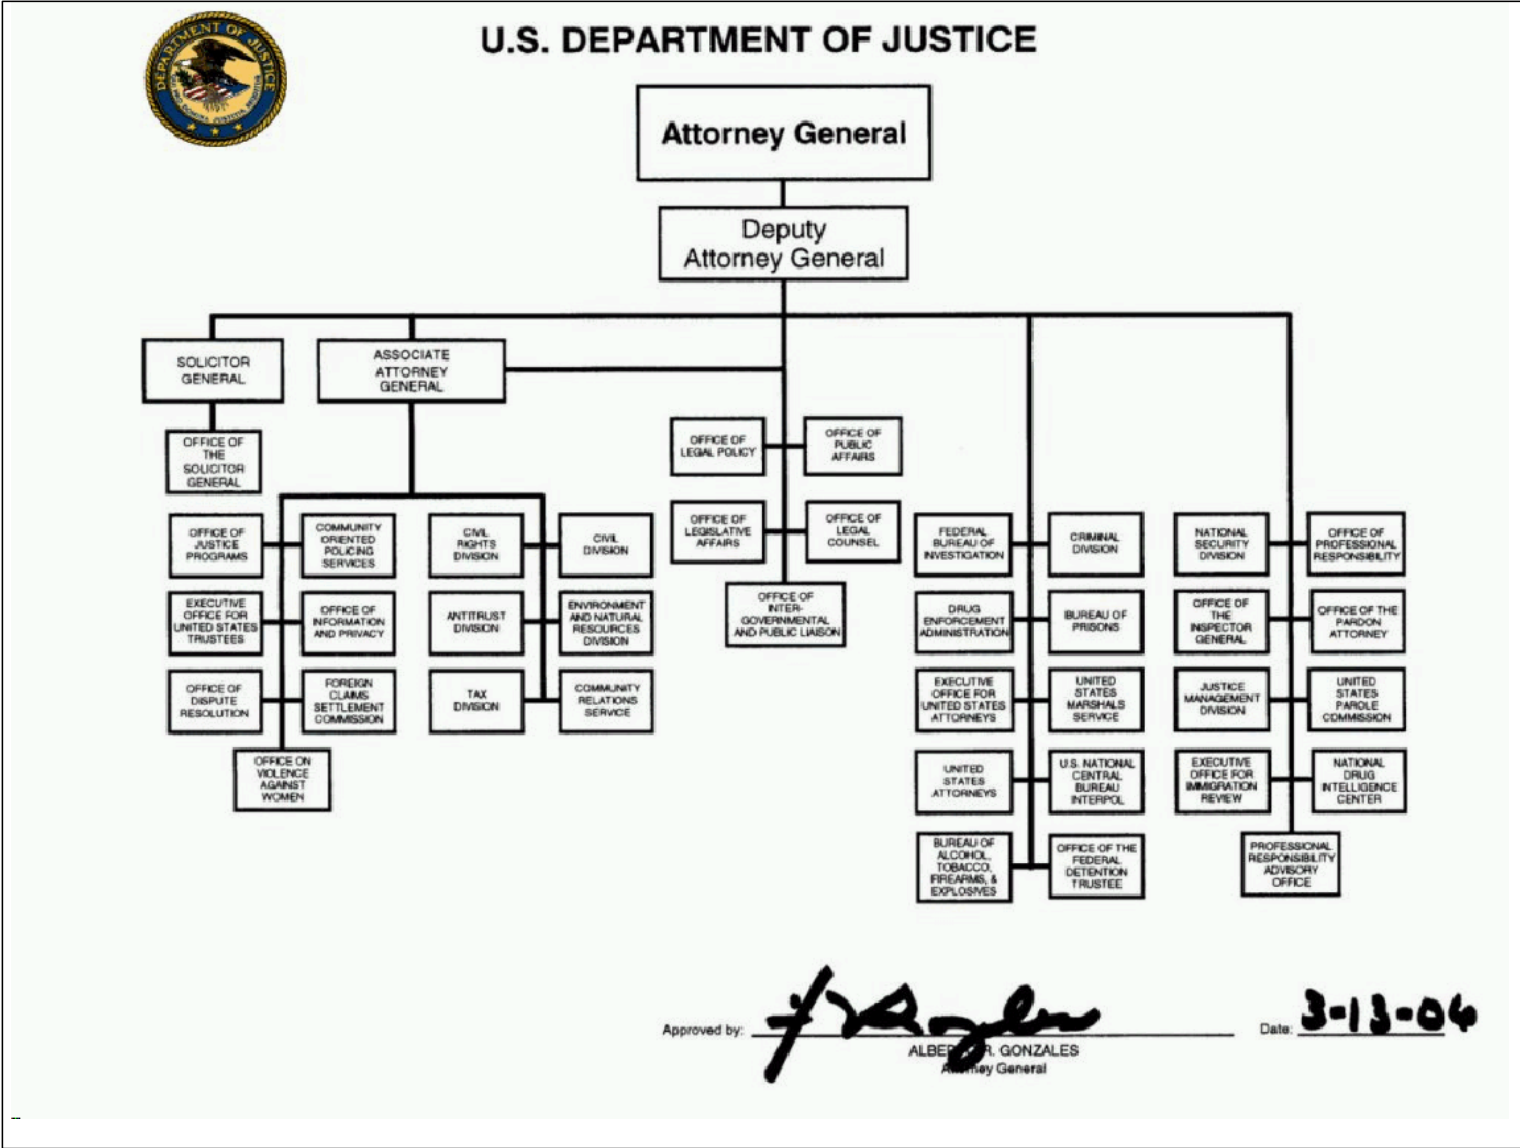 U.S. DEPARTMENT OF JUSTICE
DEPARTMENT OF JUSTICE
Attorney General
Deputy
Attorney General
SOLICITOR
GENERAL
ASSOCIATE
ATTORNEY
GENERAL
OFFICE OF
THE
SOLICITOR
GENERAL
OFFICE OF
LEGAL POLICY
OFFICE OF
PUBLIC
AFFAIRS
OFFICE OF
LEGISLATIVE
AFFAIRS
OFFICE OF
LEGAL
COUNSEL
OFFICE OF
INTER-
GOVERNMENTAL
AND PUBLIC LIAISON
OFFICE OF
JUSTICE
PROGRAMS
COMMUNITY
ORIENTED
POLICING
SERVICES
EXECUTIVE
OFFICE FOR
UNITED STATES
TRUSTEES
OFFICE OF
INFORMATION
AND PRIVACY
OFFICE OF
DISPUTE
RESOLUTION
FOREIGN
CLAIMS
SETTLEMENT
COMMISSION
OFFICE ON
VIOLENCE
AGAINST
WOMEN
CIVIL
RIGHTS
DIVISION
CIVIL
DIVISION
ANTITRUST
DIVISION
ENVIRONMENT
AND NATURAL
RESOURCES
DIVISION
TAX
DIVISION
COMMUNITY
RELATIONS
SERVICE
FEDERAL
BUREAU OF
INVESTIGATION
CRIMINAL
DIVISION
DRUG
ENFORCEMENT
ADMINISTRATION
BUREAU OF
PRISONS
EXECUTIVE
OFFICE FOR
UNITED STATES
ATTORNEYS
UNITED
STATES
MARSHALS
SERVICE
UNITED
STATES
ATTORNEYS
U.S. NATIONAL
CENTRAL
BUREAU
INTERPOL
BUREAU OF
ALCOHOL,
TOBACCO,
FIREARMS, &
EXPLOSIVES
OFFICE OF THE
FEDERAL
DETENTION
TRUSTEE
NATIONAL
SECURITY
DIVISION
OFFICE OF
PROFESSIONAL
RESPONSIBILITY
OFFICE OF
THE
INSPECTOR
GENERAL
OFFICE OF THE
PARDON
ATTORNEY
JUSTICE
MANAGEMENT
DIVISION
UNITED
STATES
PAROLE
COMMISSION
EXECUTIVE
OFFICE FOR
IMMIGRATION
REVIEW
NATIONAL
DRUG
INTELLIGENCE
CENTER
PROFESSIONAL
RESPONSIBILITY
ADVISORY
OFFICE
Approved by:
Date: 3-13-06
R. GONZALES
Attorney General